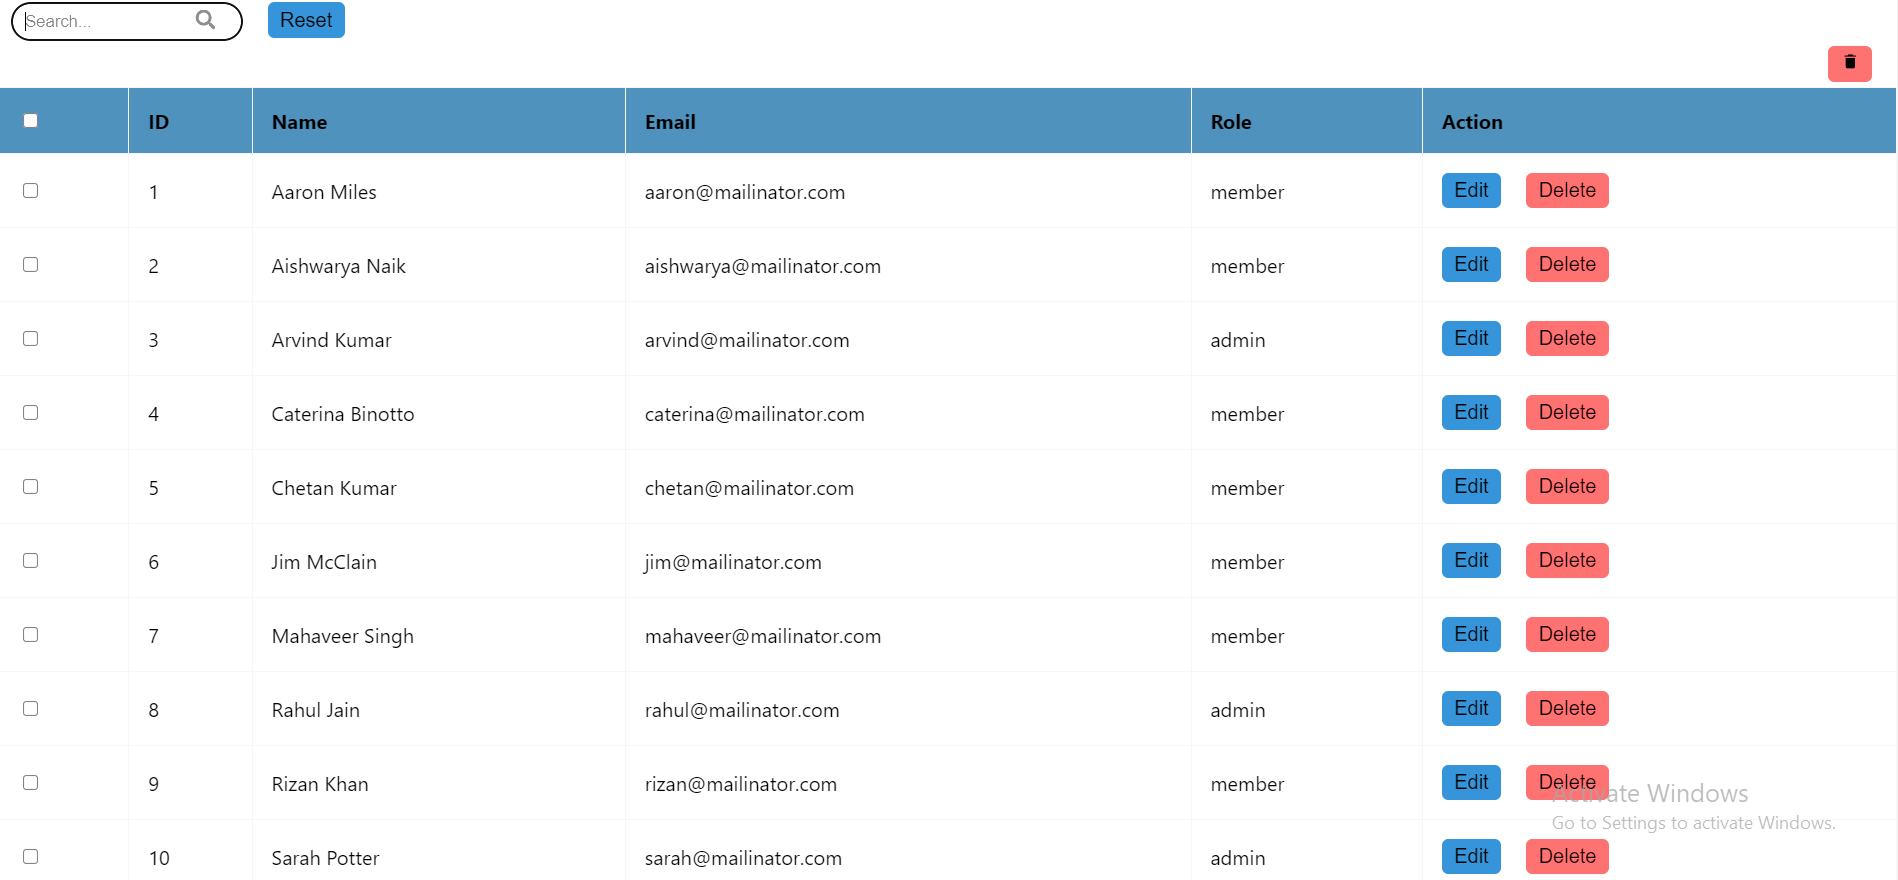 Search... Reset
ID Name Email Role Action
1 Aaron Miles aaron@mailinator.com member Edit Delete
2 Aishwarya Naik aishwarya@mailinator.com member Edit Delete
3 Arvind Kumar arvind@mailinator.com admin Edit Delete
4 Caterina Binotto caterina@mailinator.com member Edit Delete
5 Chetan Kumar chetan@mailinator.com member Edit Delete
6 Jim McClain jim@mailinator.com member Edit Delete
7 Mahaveer Singh mahaveer@mailinator.com member Edit Delete
8 Rahul Jain rahul@mailinator.com admin Edit Delete
9 Rizan Khan rizan@mailinator.com member Edit Delete
Activate Windows
Go to Settings to activate Windows.
10 Sarah Potter sarah@mailinator.com admin Edit Delete